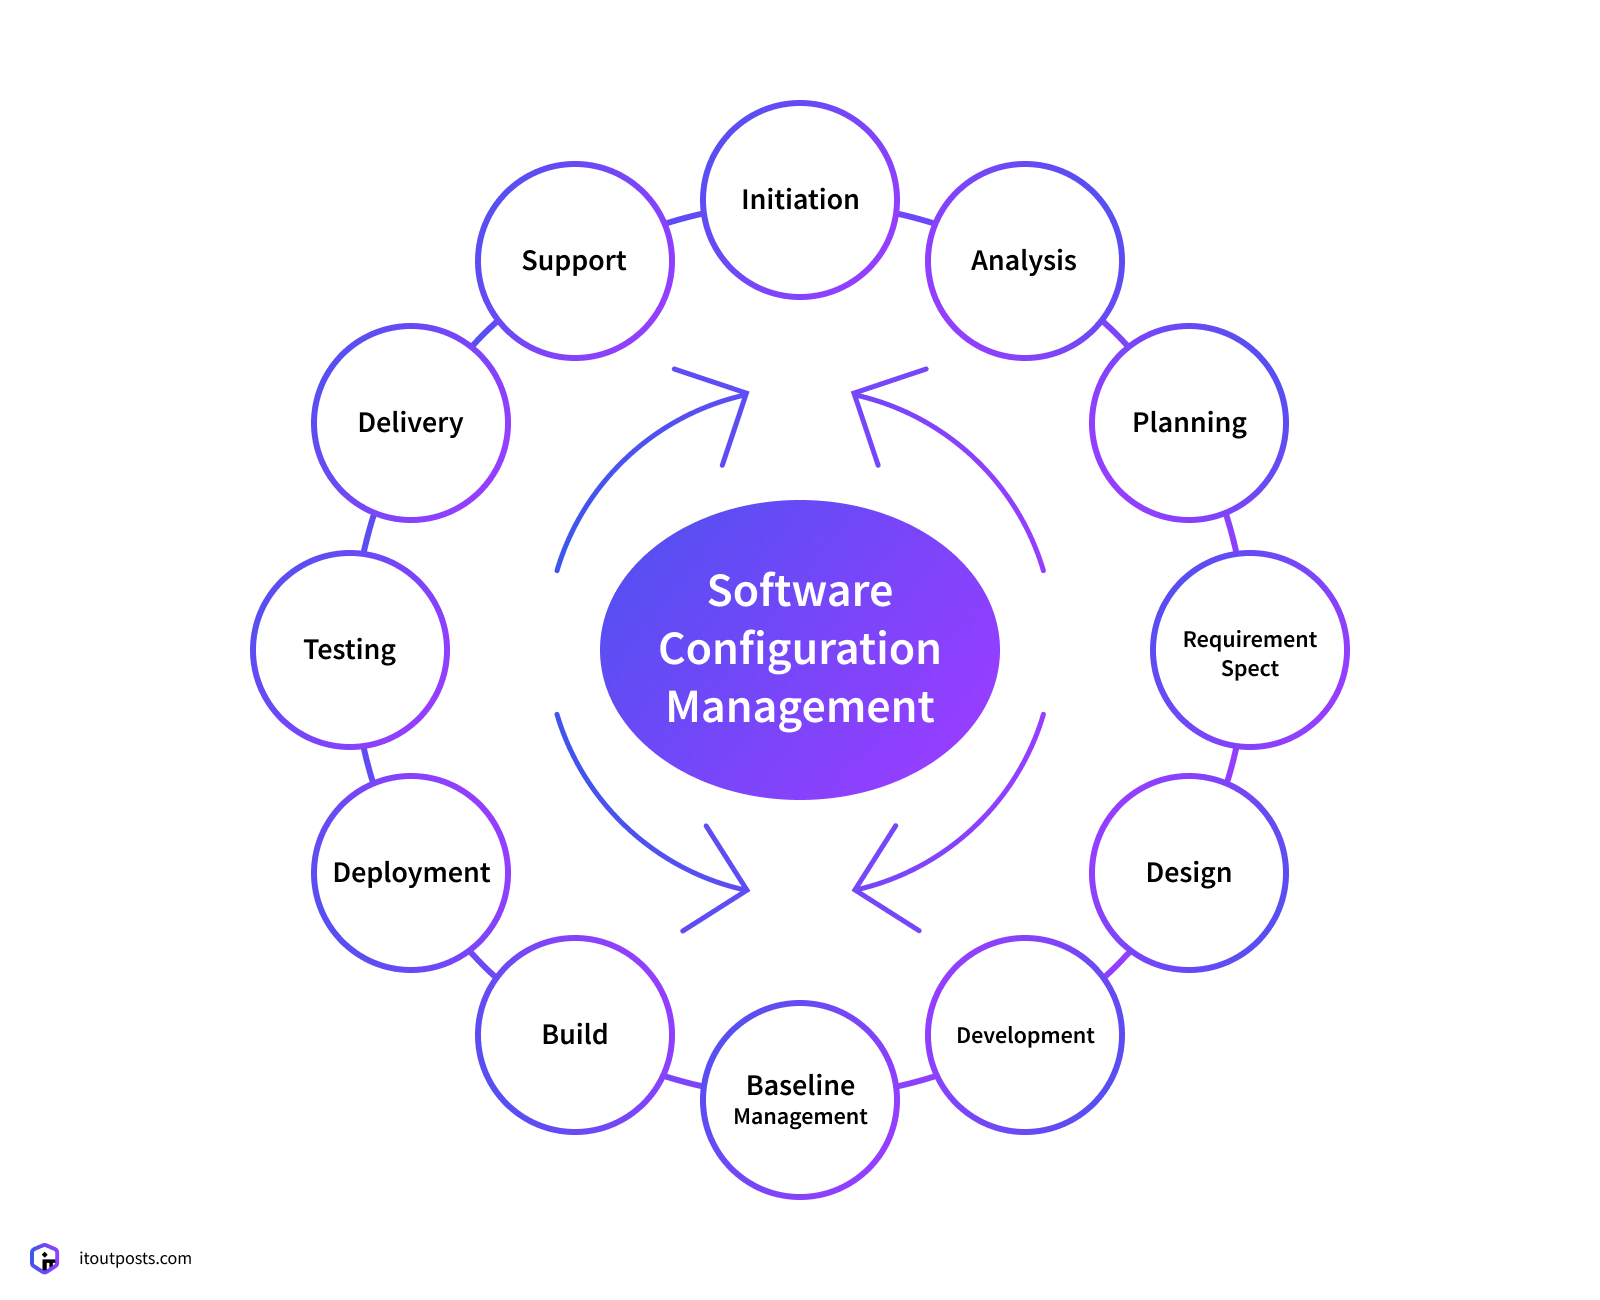 Initiation
Support
Analysis
Delivery
Planning
Software
Configuration
Management
Testing
Requirement
Spect
Deployment
Design
Build
Development
Baseline
Management
itoutposts.com